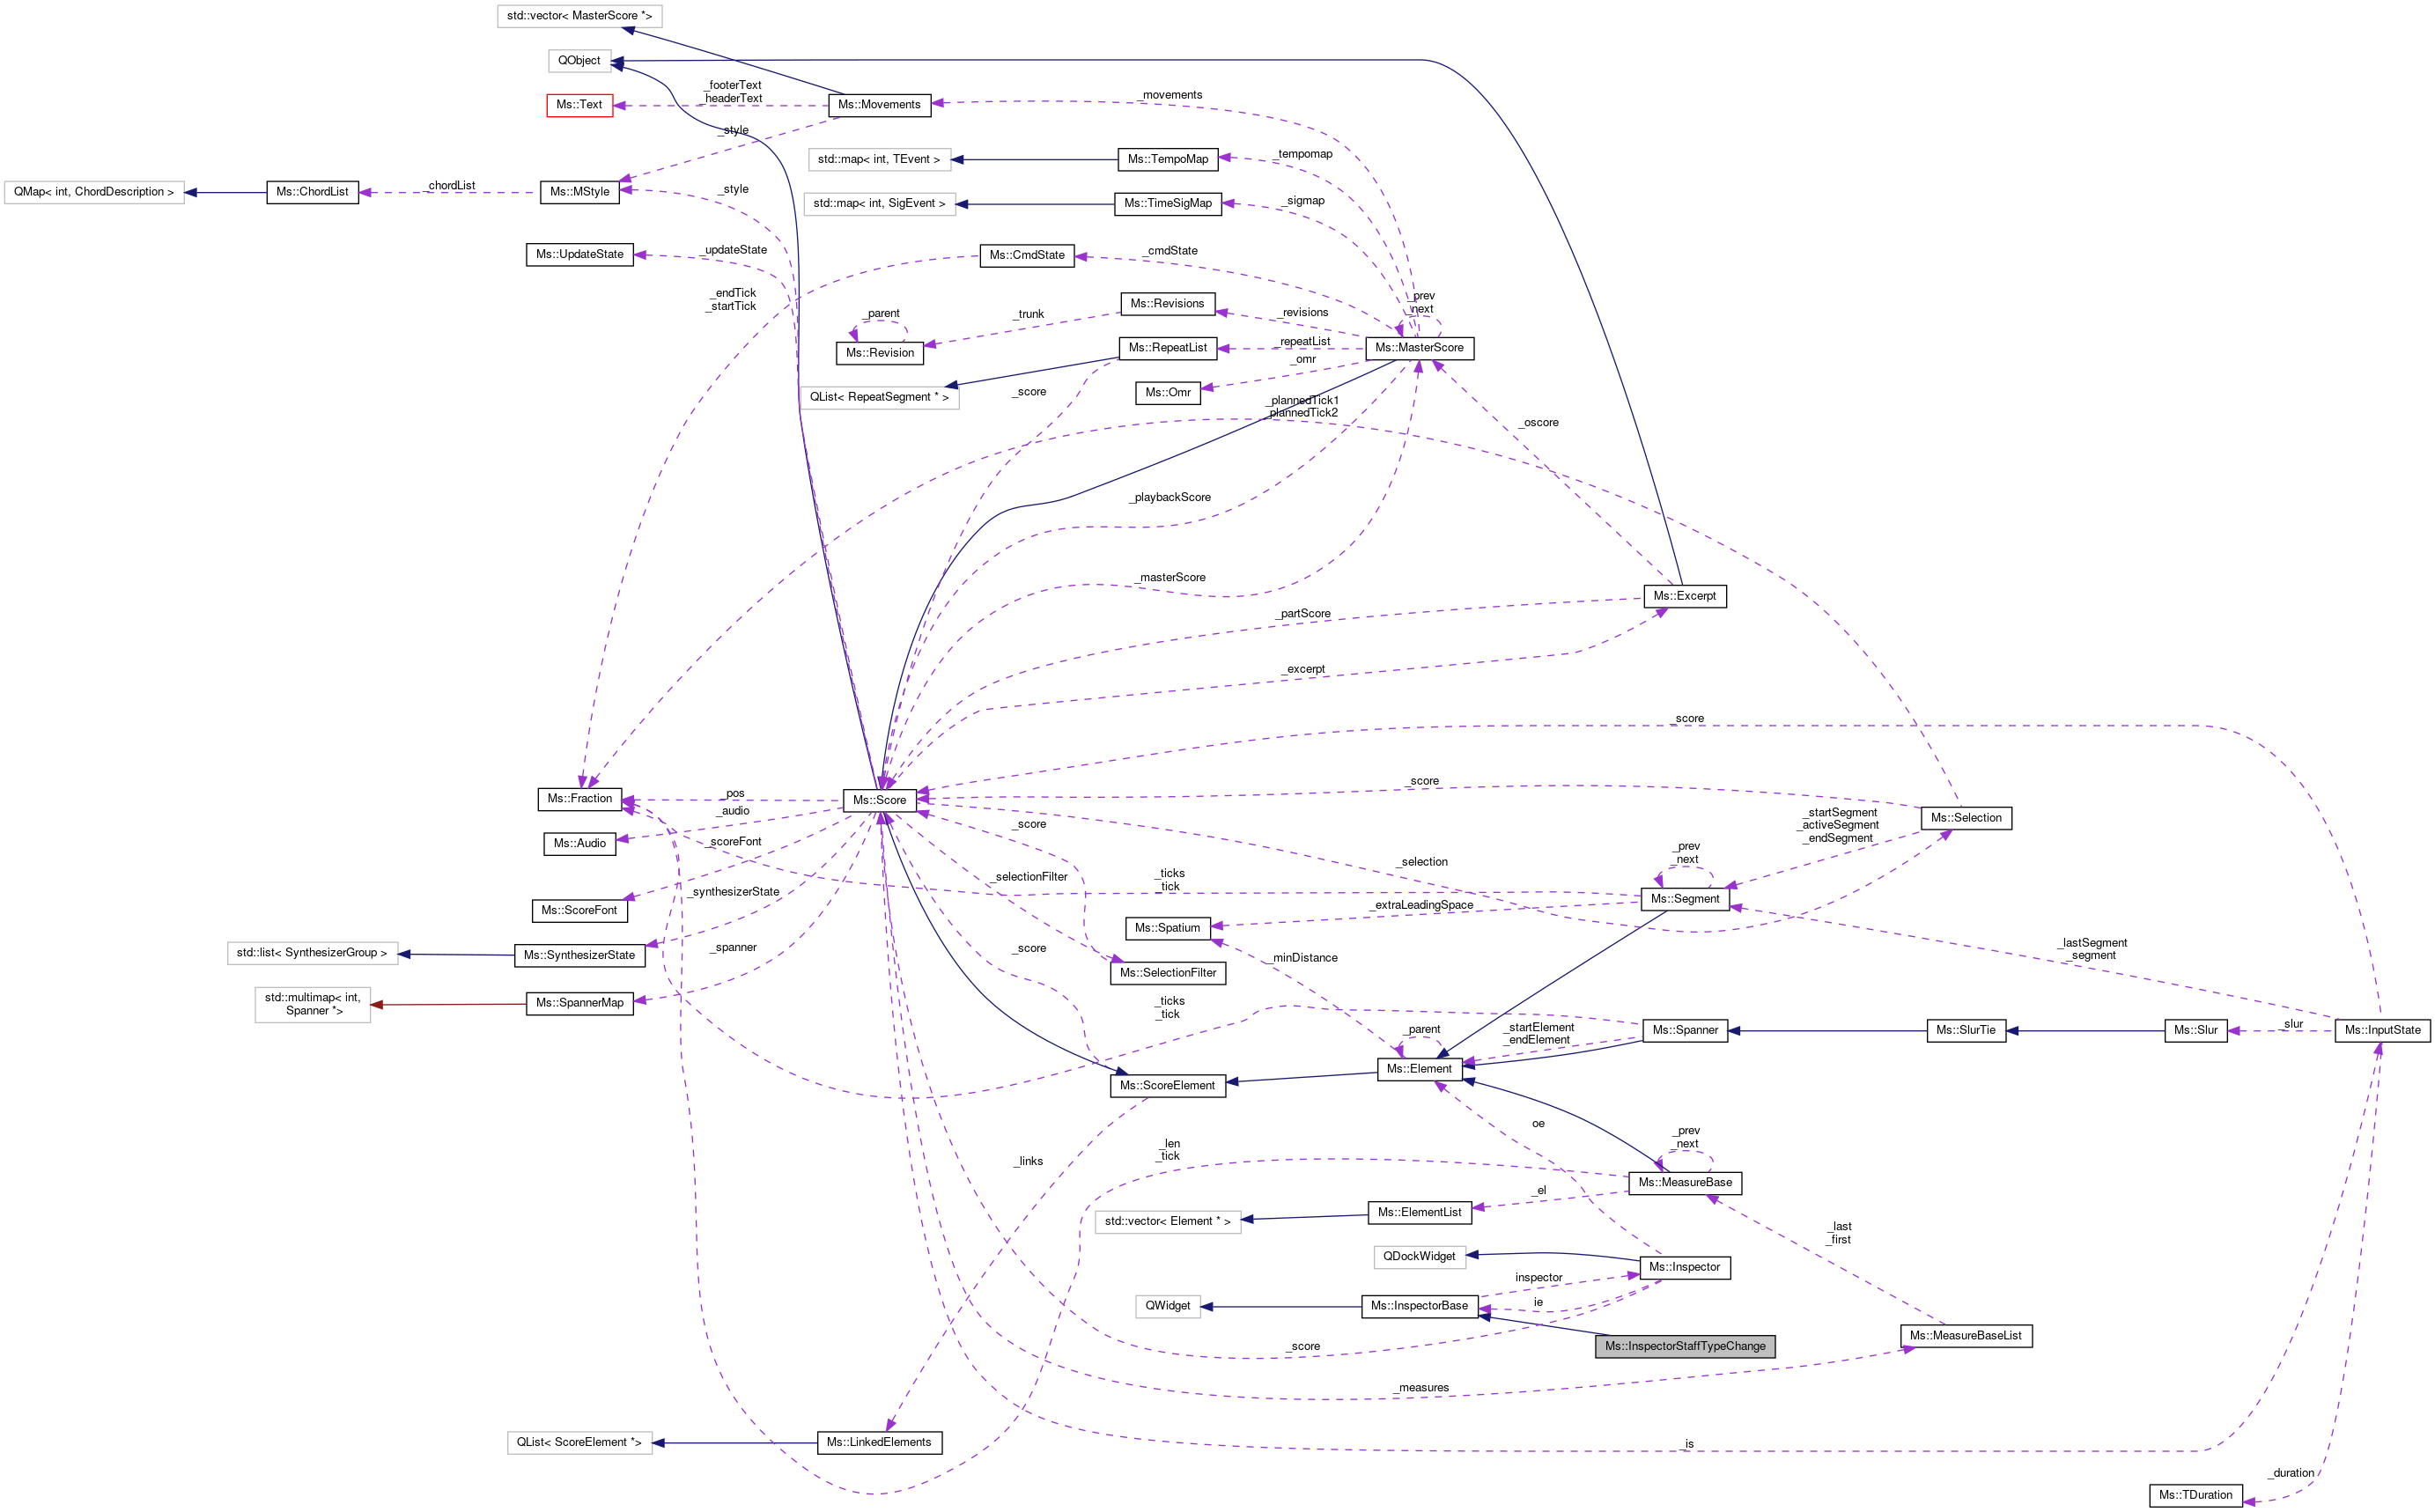 std::vector< MasterScore *>
QObject
_footerText
_headerText
Ms::Text
Ms::Movements
_movements
_style
std::map< int, TEvent >
Ms::TempoMap
_tempomap
QMap< int, ChordDescription >
Ms::ChordList
_chordList
Ms::MStyle
_style
std::map< int, SigEvent >
Ms::TimeSigMap
_sigmap
Ms::UpdateState
_updateState
Ms::CmdState
_cmdState
_endTick
_startTick
Ms::Revisions
_revisions
_prev
_next
_parent
_trunk
Ms::Revision
Ms::RepeatList
_repeatList
Ms::MasterScore
_omr
QList< RepeatSegment * >
_score
Ms::Omr
_plannedTick1
_plannedTick2
_oscore
_playbackScore
_masterScore
Ms::Excerpt
_partScore
_excerpt
_score
Ms::Fraction
_pos
Ms::Score
_score
_audio
_score
_startSegment
_activeSegment
_endSegment
Ms::Selection
Ms::Audio
_scoreFont
_selection
_prev
_next
_selectionFilter
_ticks
_tick
_synthesizerState
Ms::ScoreFont
_extraLeadingSpace
Ms::Segment
Ms::Spatium
_lastSegment
_segment
std::list< SynthesizerGroup >
Ms::SynthesizerState
_spanner
_score
_minDistance
Ms::SelectionFilter
std::multimap< int,
Spanner *>
Ms::SpannerMap
_ticks
_tick
_parent
_startElement
_endElement
Ms::Spanner
Ms::SlurTie
Ms::Slur
_slur
Ms::InputState
Ms::ScoreElement
Ms::Element
oe
_links
_len
_tick
_prev
_next
Ms::MeasureBase
_el
std::vector< Element * >
Ms::ElementList
_last
_first
QDockWidget
Ms::Inspector
inspector
QWidget
Ms::InspectorBase
ie
_score
Ms::InspectorStaffTypeChange
Ms::MeasureBaseList
_measures
QList< ScoreElement *>
Ms::LinkedElements
_is
_duration
Ms::TDuration